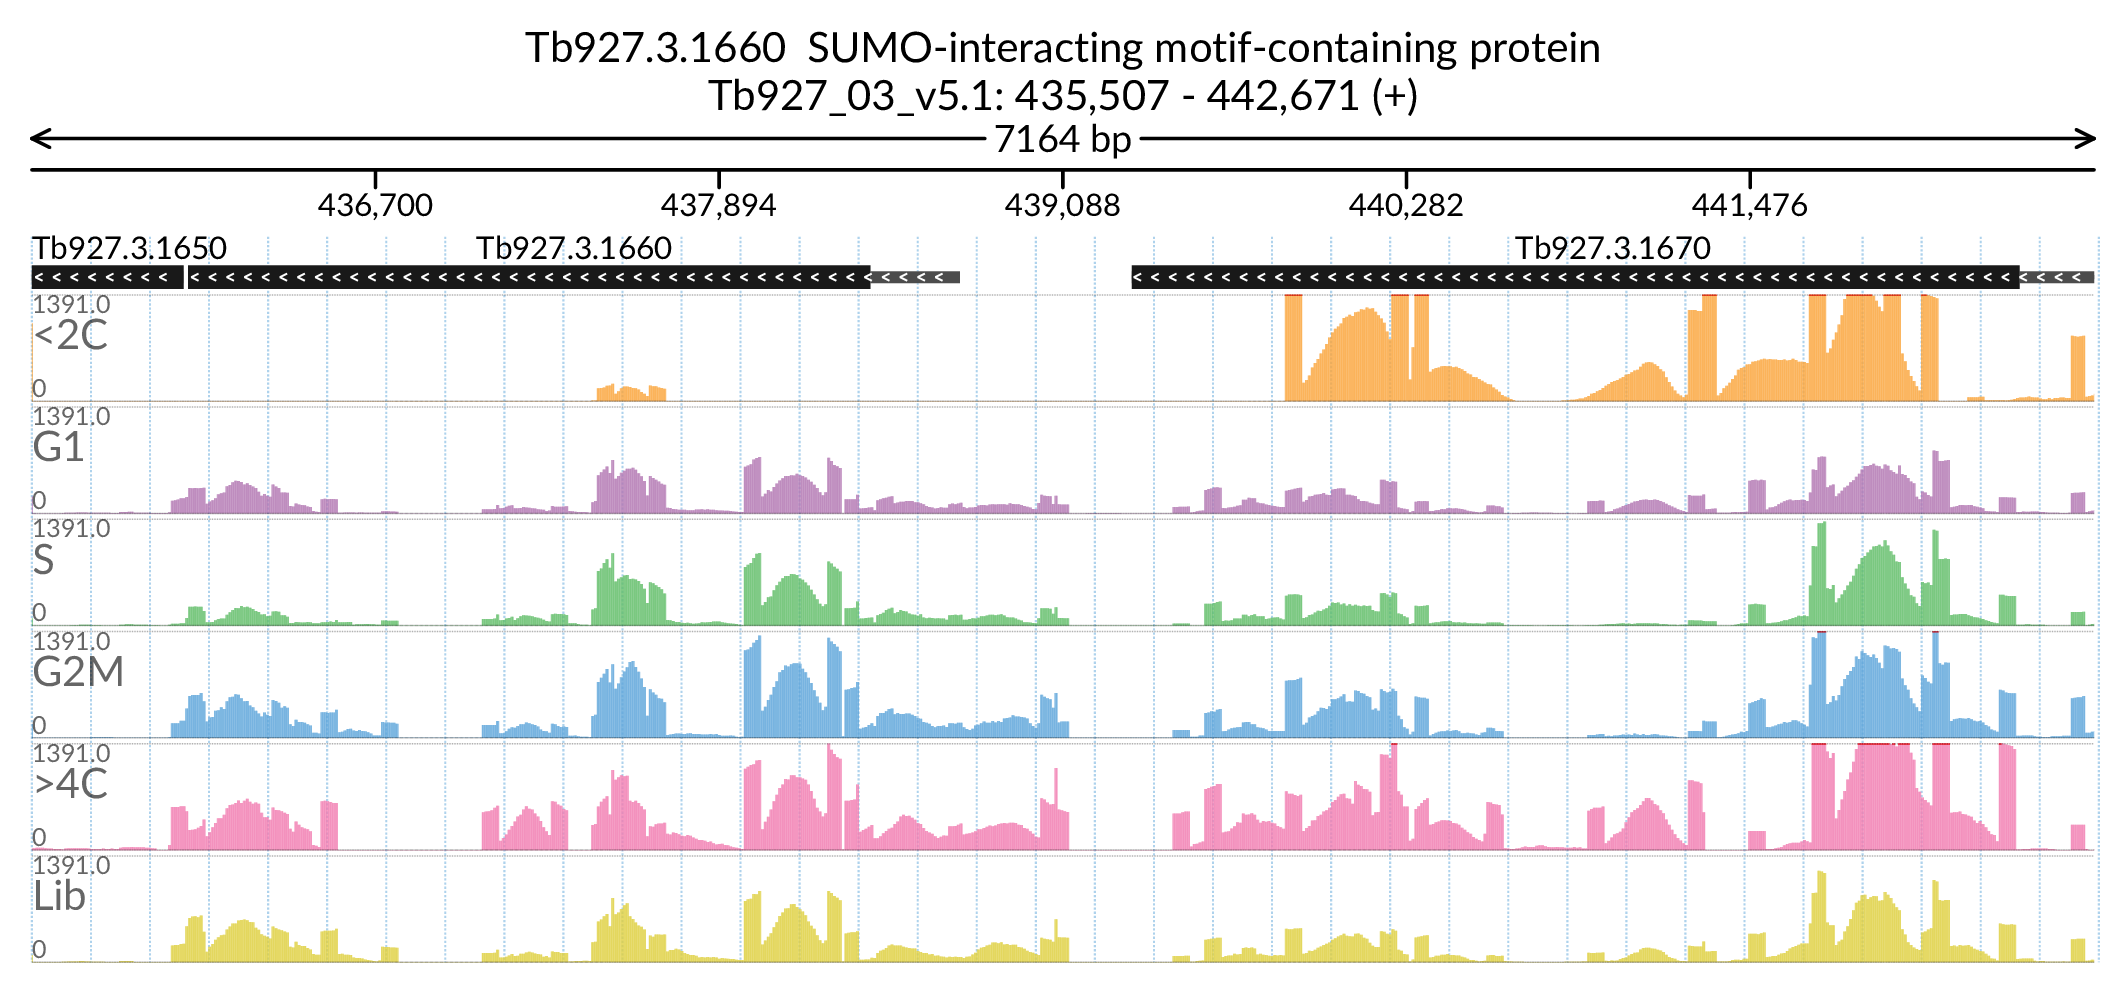 Tb927.3.1660  SUMO-interacting motif-containing protein
Tb927_03_v5.1: 435,507 - 442,671 (+)
7164 bp
436,700 437,894 439,088 440,282 441,476
Tb927.3.1650 Tb927.3.1660 Tb927.3.1670
1391.0
<2C
0
1391.0
G1
0
1391.0
S
0
1391.0
G2M
0
1391.0
>4C
0
1391.0
Lib
0